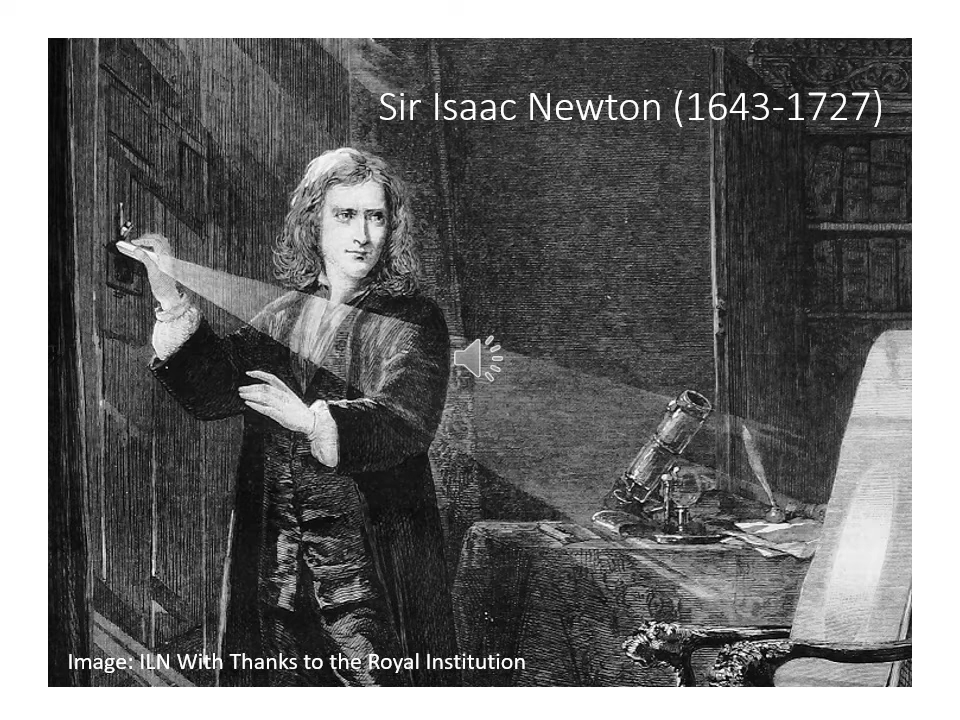 Sir Isaac Newton (1643-1727)
Image: ILN With Thanks to the Royal Institution